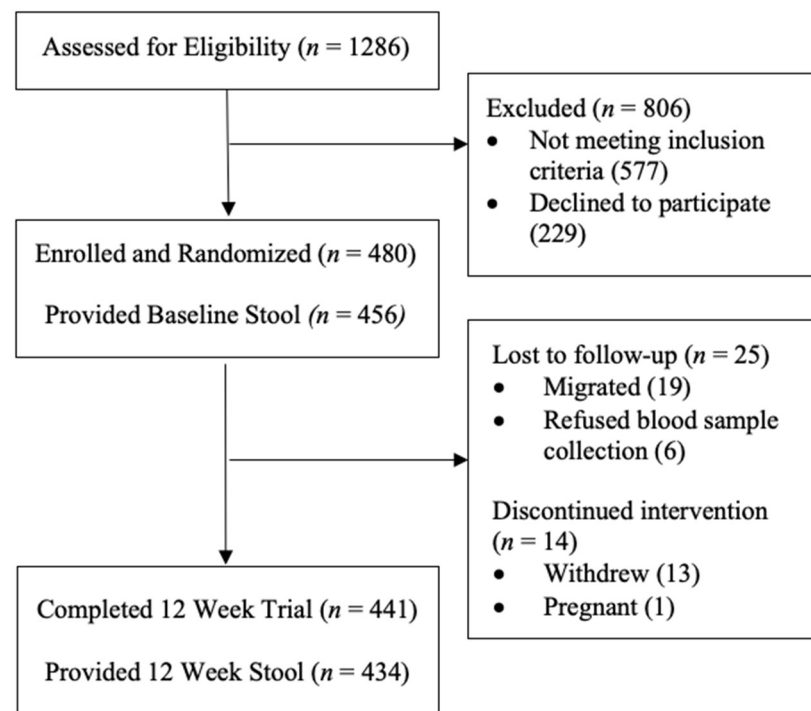 Assessed for Eligibility (n = 1286)
Excluded (n = 806)
• Not meeting inclusion
criteria (577)
• Declined to participate
(229)
Enrolled and Randomized (n = 480)
Provided Baseline Stool (n = 456)
Lost to follow-up (n = 25)
• Migrated (19)
• Refused blood sample
collection (6)
Discontinued intervention
(n = 14)
• Withdrew (13)
• Pregnant (1)
Completed 12 Week Trial (n = 441)
Provided 12 Week Stool (n = 434)